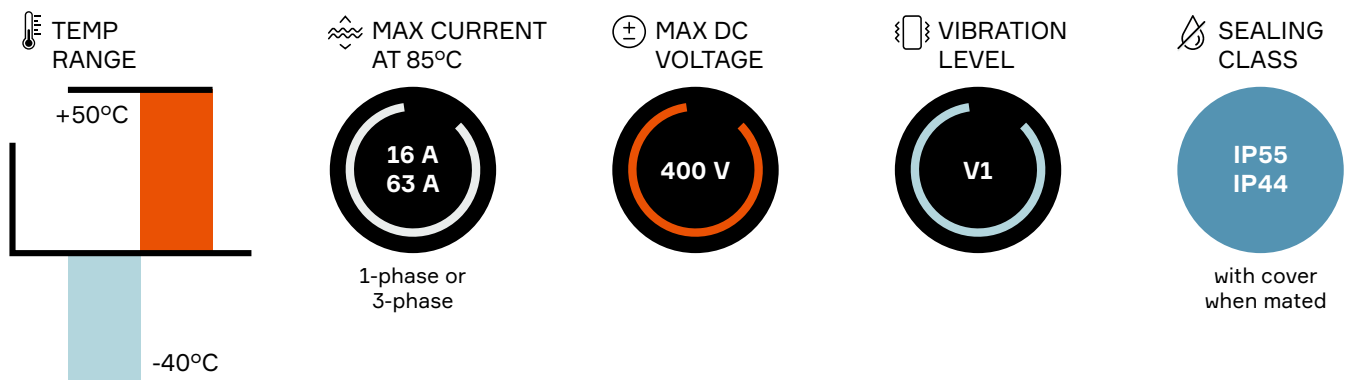 TEMP
RANGE
+50°C
-40°C
MAX CURRENT
AT 85°C
16 A
63 A
1-phase or
3-phase
MAX DC
VOLTAGE
400 V
VIBRATION
LEVEL
V1
SEALING
CLASS
IP55
IP44
with cover
when mated